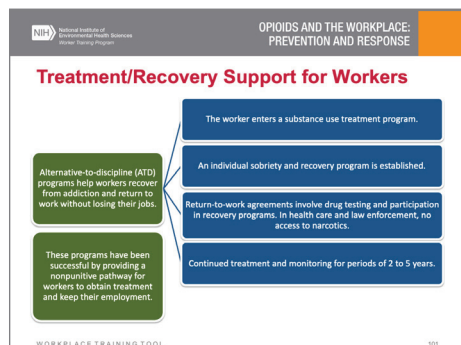 NIH
National Institute of
Environmental Health Sciences
Worker Training Program
OPIOIDS AND THE WORKPLACE:
PREVENTION AND RESPONSE
Treatment/Recovery Support for Workers
Alternative-to-discipline (ATD)
programs help workers recover
from addiction and return to
work without losing their jobs.
These programs have been
successful by providing a
nonpunitive pathway for
workers to obtain treatment
and keep their employment.
The worker enters a substance use treatment program.
An individual sobriety and recovery program is established.
Return-to-work agreements involve drug testing and participation
in recovery programs. In health care and law enforcement, no
access to narcotics.
Continued treatment and monitoring for periods of 2 to 5 years.
WORKPLACE TRAINING TOOL
101